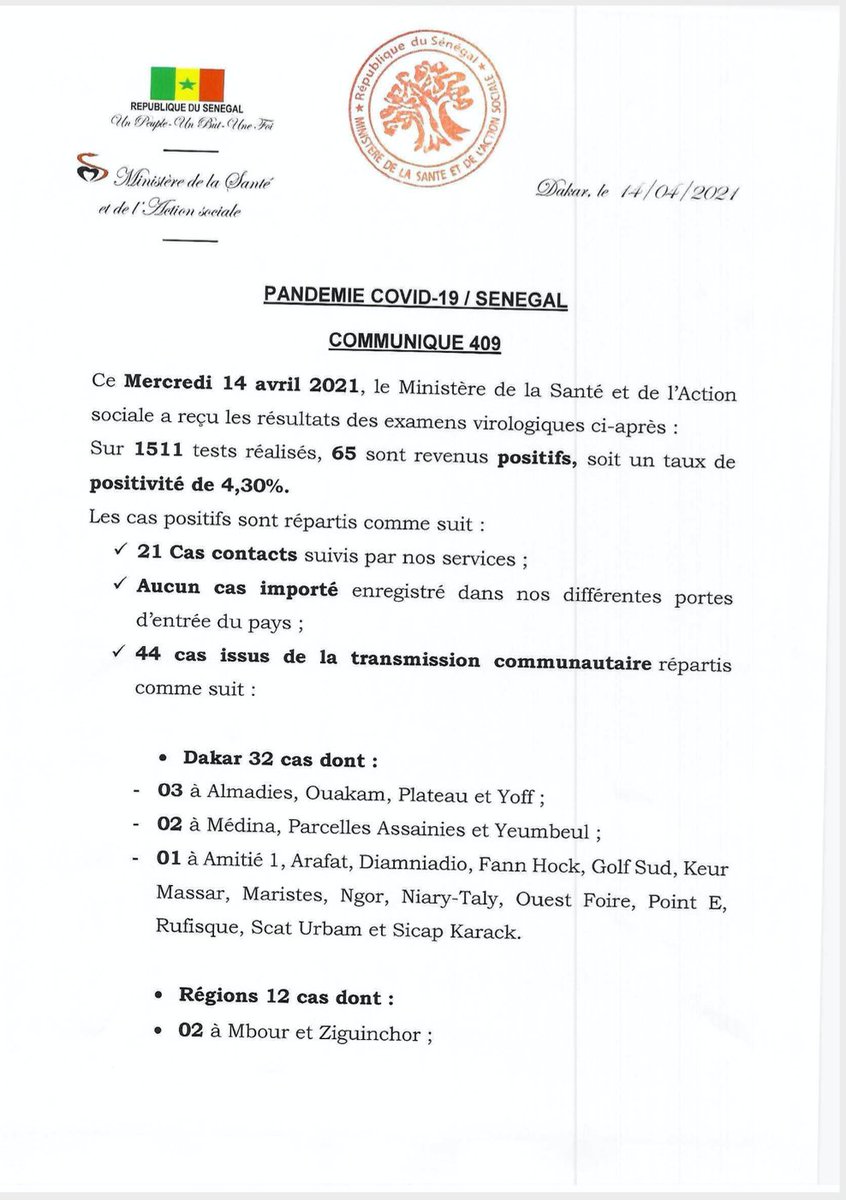 REPUBLIQUE DU SENEGAL
Un Peuple-Un But-Une Foi
Ministère de la Santé
et de l'Action sociale
★ République du Sénégal ★
MINISTÈRE DE LA SANTE ET DE L'ACTION SOCIALE
Dakar, le 14/04/2021
PANDEMIE COVID-19 / SENEGAL
COMMUNIQUE 409
Ce Mercredi 14 avril 2021, le Ministère de la Santé et de l'Action
sociale a reçu les résultats des examens virologiques ci-après :
Sur 1511 tests réalisés, 65 sont revenus positifs, soit un taux de
positivité de 4,30%.
Les cas positifs sont répartis comme suit :
✓ 21 Cas contacts suivis par nos services ;
✓ Aucun cas importé enregistré dans nos différentes portes
d'entrée du pays ;
✓ 44 cas issus de la transmission communautaire répartis
comme suit :
• Dakar 32 cas dont :
- 03 à Almadies, Ouakam, Plateau et Yoff ;
- 02 à Médina, Parcelles Assainies et Yeumbeul ;
- 01 à Amitié 1, Arafat, Diamniadio, Fann Hock, Golf Sud, Keur
Massar, Maristes, Ngor, Niary-Taly, Ouest Foire, Point E,
Rufisque, Scat Urbam et Sicap Karack.
• Régions 12 cas dont :
• 02 à Mbour et Ziguinchor ;